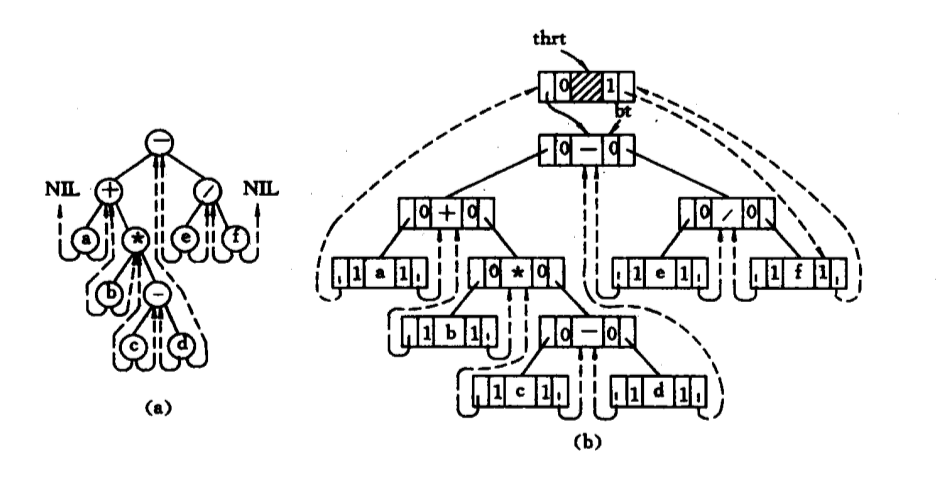 thrt
0 1
bt
−
0 − 0
NIL + / NIL
0 + 0 0 / 0
a * e f
1 a 1 0 * 0 1 e 1 1 f 1
b −
1 b 1 0 − 0
c d
1 c 1 1 d 1
(a)
(b)